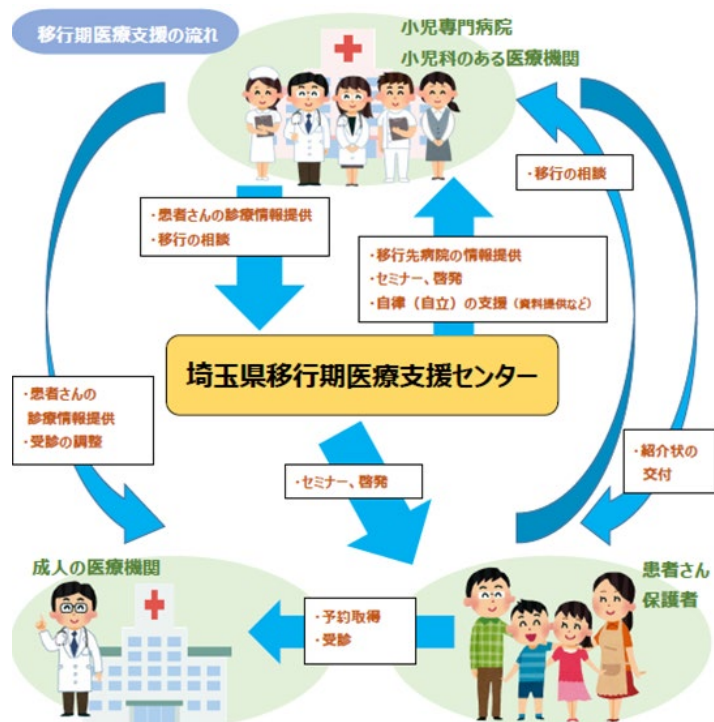 移行期医療支援の流れ
小児専門病院
小児科のある医療機関
・移行の相談
・患者さんの診療情報提供
・移行の相談
・移行先病院の情報提供
・セミナー、啓発
・自律（自立）の支援（資料提供など）
埼玉県移行期医療支援センター
・患者さんの
診療情報提供
・受診の調整
・セミナー、啓発
・紹介状の
交付
成人の医療機関
患者さん
保護者
・予約取得
・受診